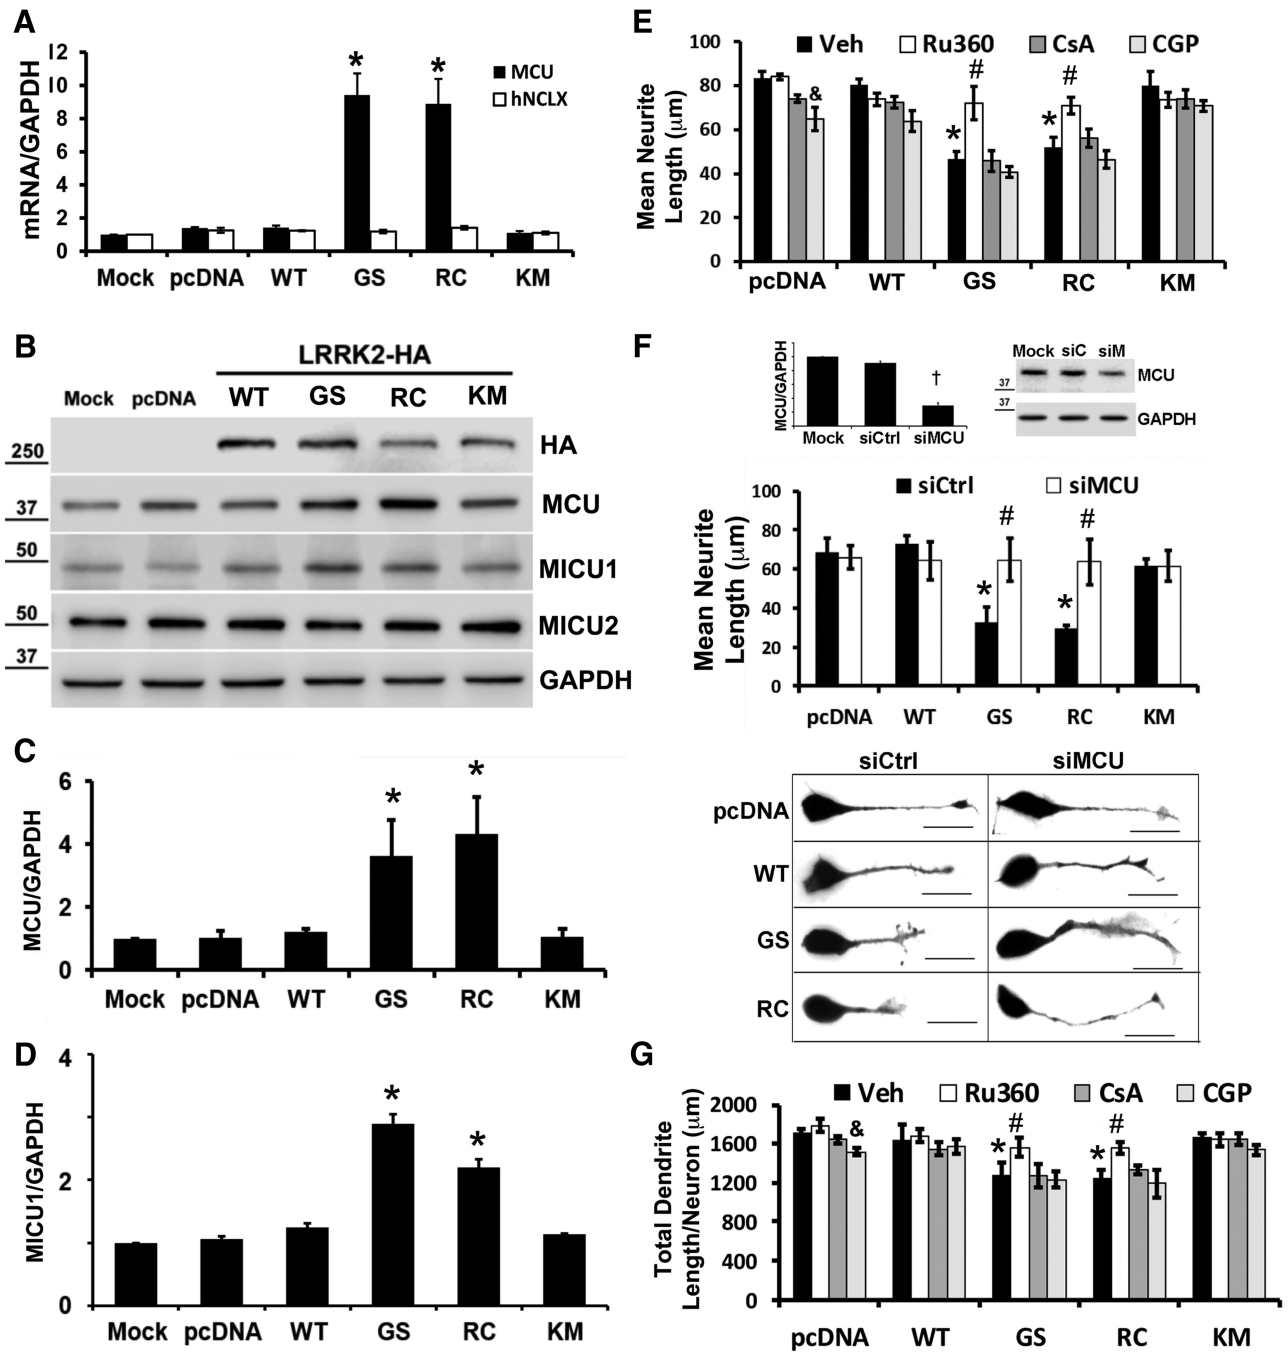 A
mRNA/GAPDH
12
10
8
6
4
2
0
* *
MCU
hNCLX
Mock pcDNA WT GS RC KM
B
LRRK2-HA
Mock pcDNA WT GS RC KM
250
HA
37
MCU
50
MICU1
50
MICU2
37
GAPDH
C
MCU/GAPDH
6
4
2
0
* *
Mock pcDNA WT GS RC KM
D
MICU1/GAPDH
4
2
0
* *
Mock pcDNA WT GS RC KM
E
Mean Neurite
Length (μm)
Veh Ru360 CsA CGP
100
80
60
40
20
0
& * # * #
pcDNA WT GS RC KM
F
MCU/GAPDH
†
Mock siCtrl siMCU
Mock siC siM
37
MCU
37
GAPDH
Mean Neurite
Length (μm)
siCtrl siMCU
100
80
60
40
20
0
* # * #
pcDNA WT GS RC KM
siCtrl siMCU
pcDNA
WT
GS
RC
G
Total Dendrite
Length/Neuron (μm)
Veh Ru360 CsA CGP
2000
1600
1200
800
400
0
& * # * #
pcDNA WT GS RC KM